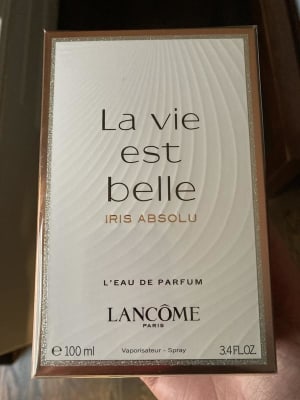 La vie
est
belle
IRIS ABSOLU
L'EAU DE PARFUM
LANCÔME
PARIS
e 100 ml Vaporisateur - Spray 3.4 FL.OZ.